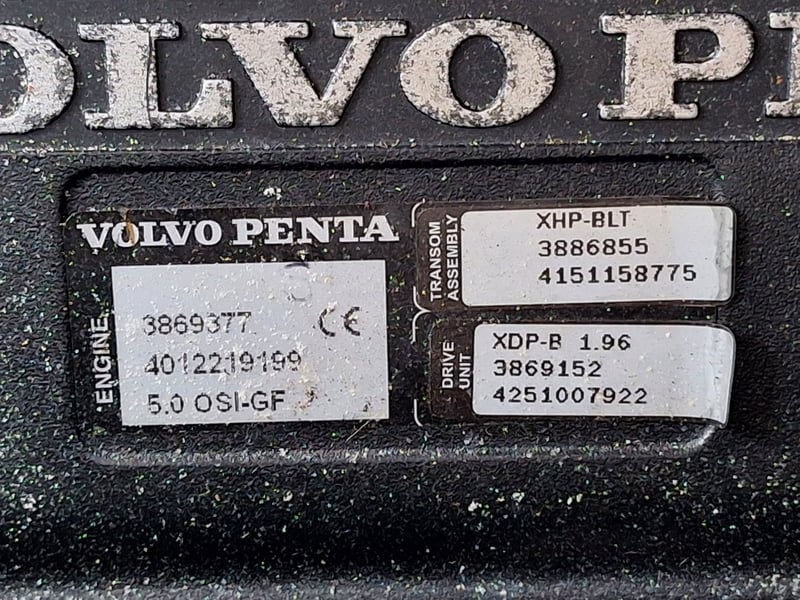 OLVO P
VOLVO PENTA
ENGINE
3869377 CE
4012219199
5.0 OSI-GF
TRANSOM
ASSEMBLY
XHP-BLT
3886855
4151158775
DRIVE
UNIT
XDP-B 1.96
3869152
4251007922